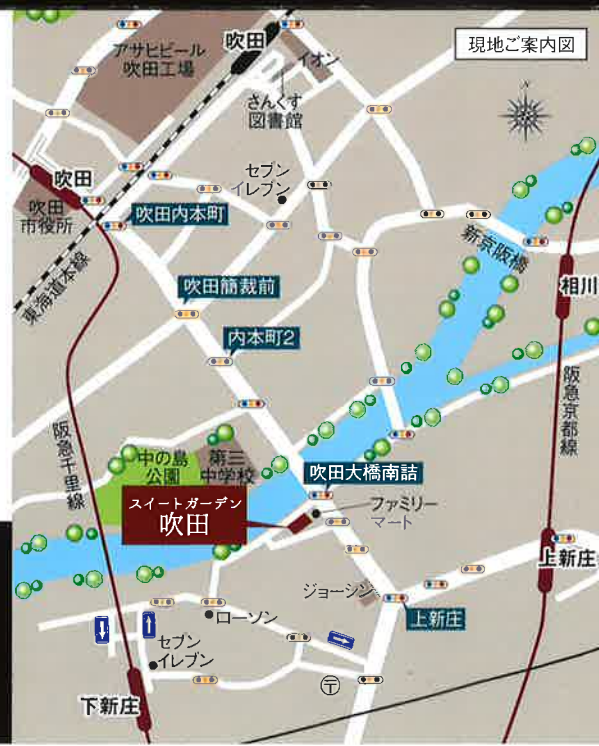 現地ご案内図
N
アサヒビール
吹田工場
吹田
イオン
さんくす
図書館
セブン
イレブン
吹田
吹田
市役所
吹田内本町
東海道本線
新京阪橋
相川
吹田簡裁前
内本町2
阪急千里線
阪急京都線
中の島
公園
第三
中学校
吹田大橋南詰
スイートガーデン
吹田
ファミリー
マート
上新庄
ジョーシン
上新庄
ローソン
セブン
イレブン
〒
下新庄